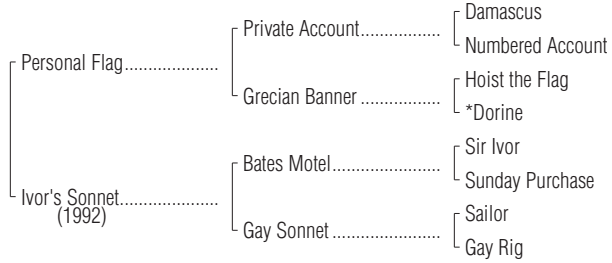 Damascus
Private Account
Numbered Account
Personal Flag
Hoist the Flag
Grecian Banner
*Dorine
Sir Ivor
Bates Motel
Sunday Purchase
Ivor's Sonnet
(1992)
Sailor
Gay Sonnet
Gay Rig